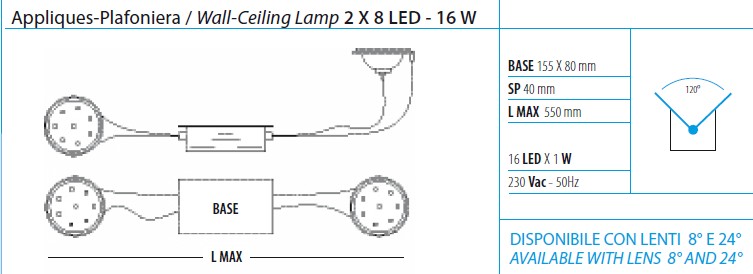 Appliques-Plafoniera / Wall-Ceiling Lamp 2 X 8 LED - 16 W
BASE 155 X 80 mm
SP 40 mm
L MAX 550 mm
16 LED X 1 W
230 Vac - 50Hz
120°
BASE
L MAX
DISPONIBILE CON LENTI 8° E 24°
AVAILABLE WITH LENS 8° AND 24°